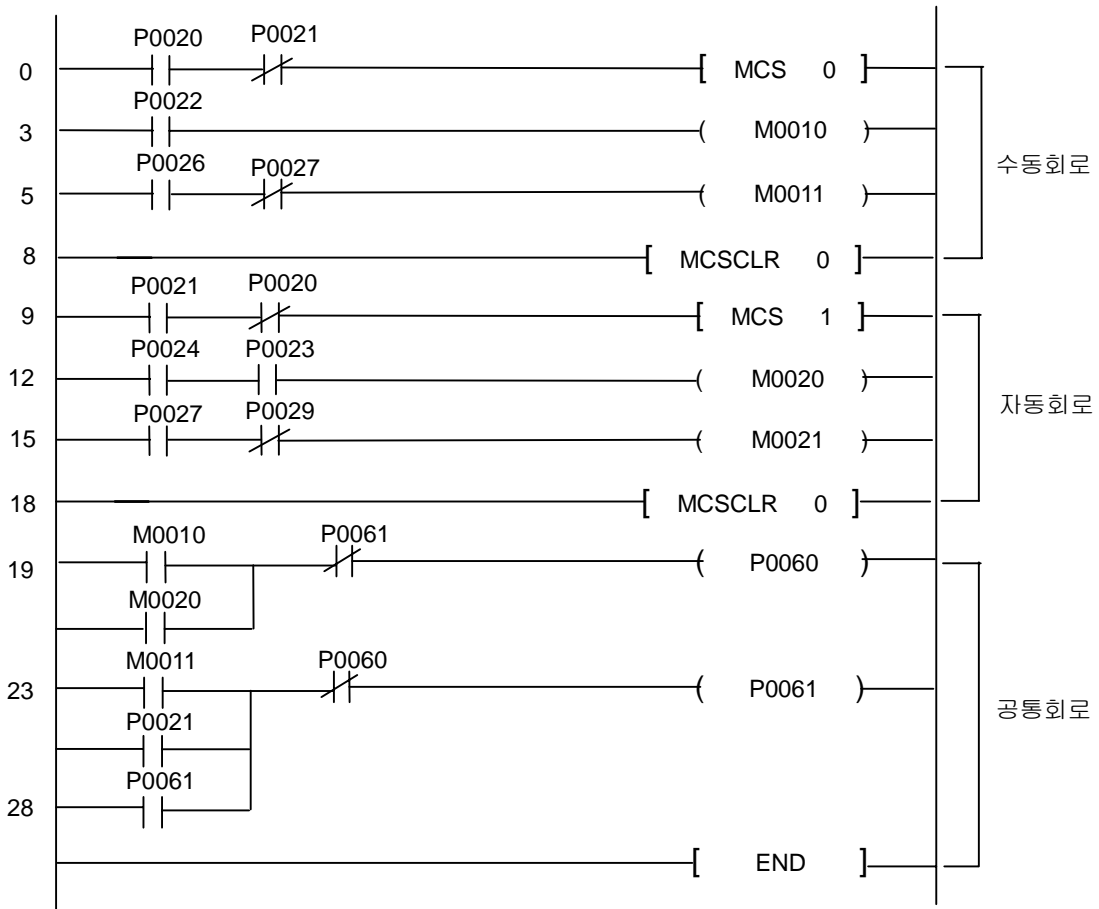 P0020 P0021
0 [ MCS 0 ]
P0022
3 ( M0010 )
P0026 P0027
5 ( M0011 )
수동회로
8 [ MCSCLR 0 ]
P0021 P0020
9 [ MCS 1 ]
P0024 P0023
12 ( M0020 )
자동회로
P0027 P0029
15 ( M0021 )
18 [ MCSCLR 0 ]
M0010 P0061
19 ( P0060 )
M0020
M0011 P0060
23 ( P0061 )
공통회로
P0021
P0061
28
[ END ]